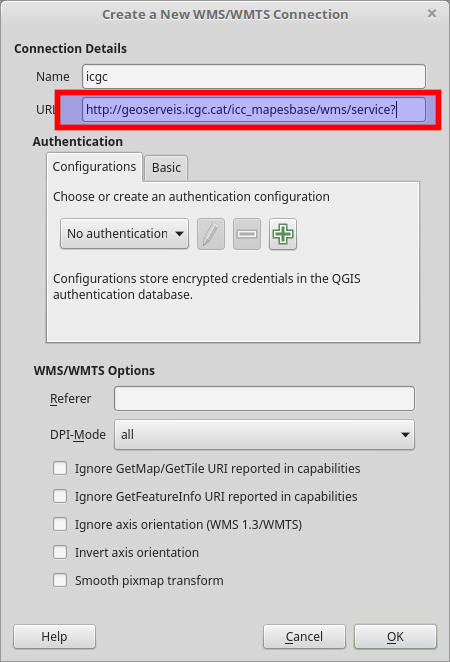 Create a New WMS/WMTS Connection
Connection Details
Name icgc
URL http://geoserveis.icgc.cat/icc_mapesbase/wms/service?
Authentication
Configurations Basic
Choose or create an authentication configuration
No authentication
Configurations store encrypted credentials in the QGIS
authentication database.
WMS/WMTS Options
Referer
DPI-Mode all
Ignore GetMap/GetTile URI reported in capabilities
Ignore GetFeatureInfo URI reported in capabilities
Ignore axis orientation (WMS 1.3/WMTS)
Invert axis orientation
Smooth pixmap transform
Help Cancel OK